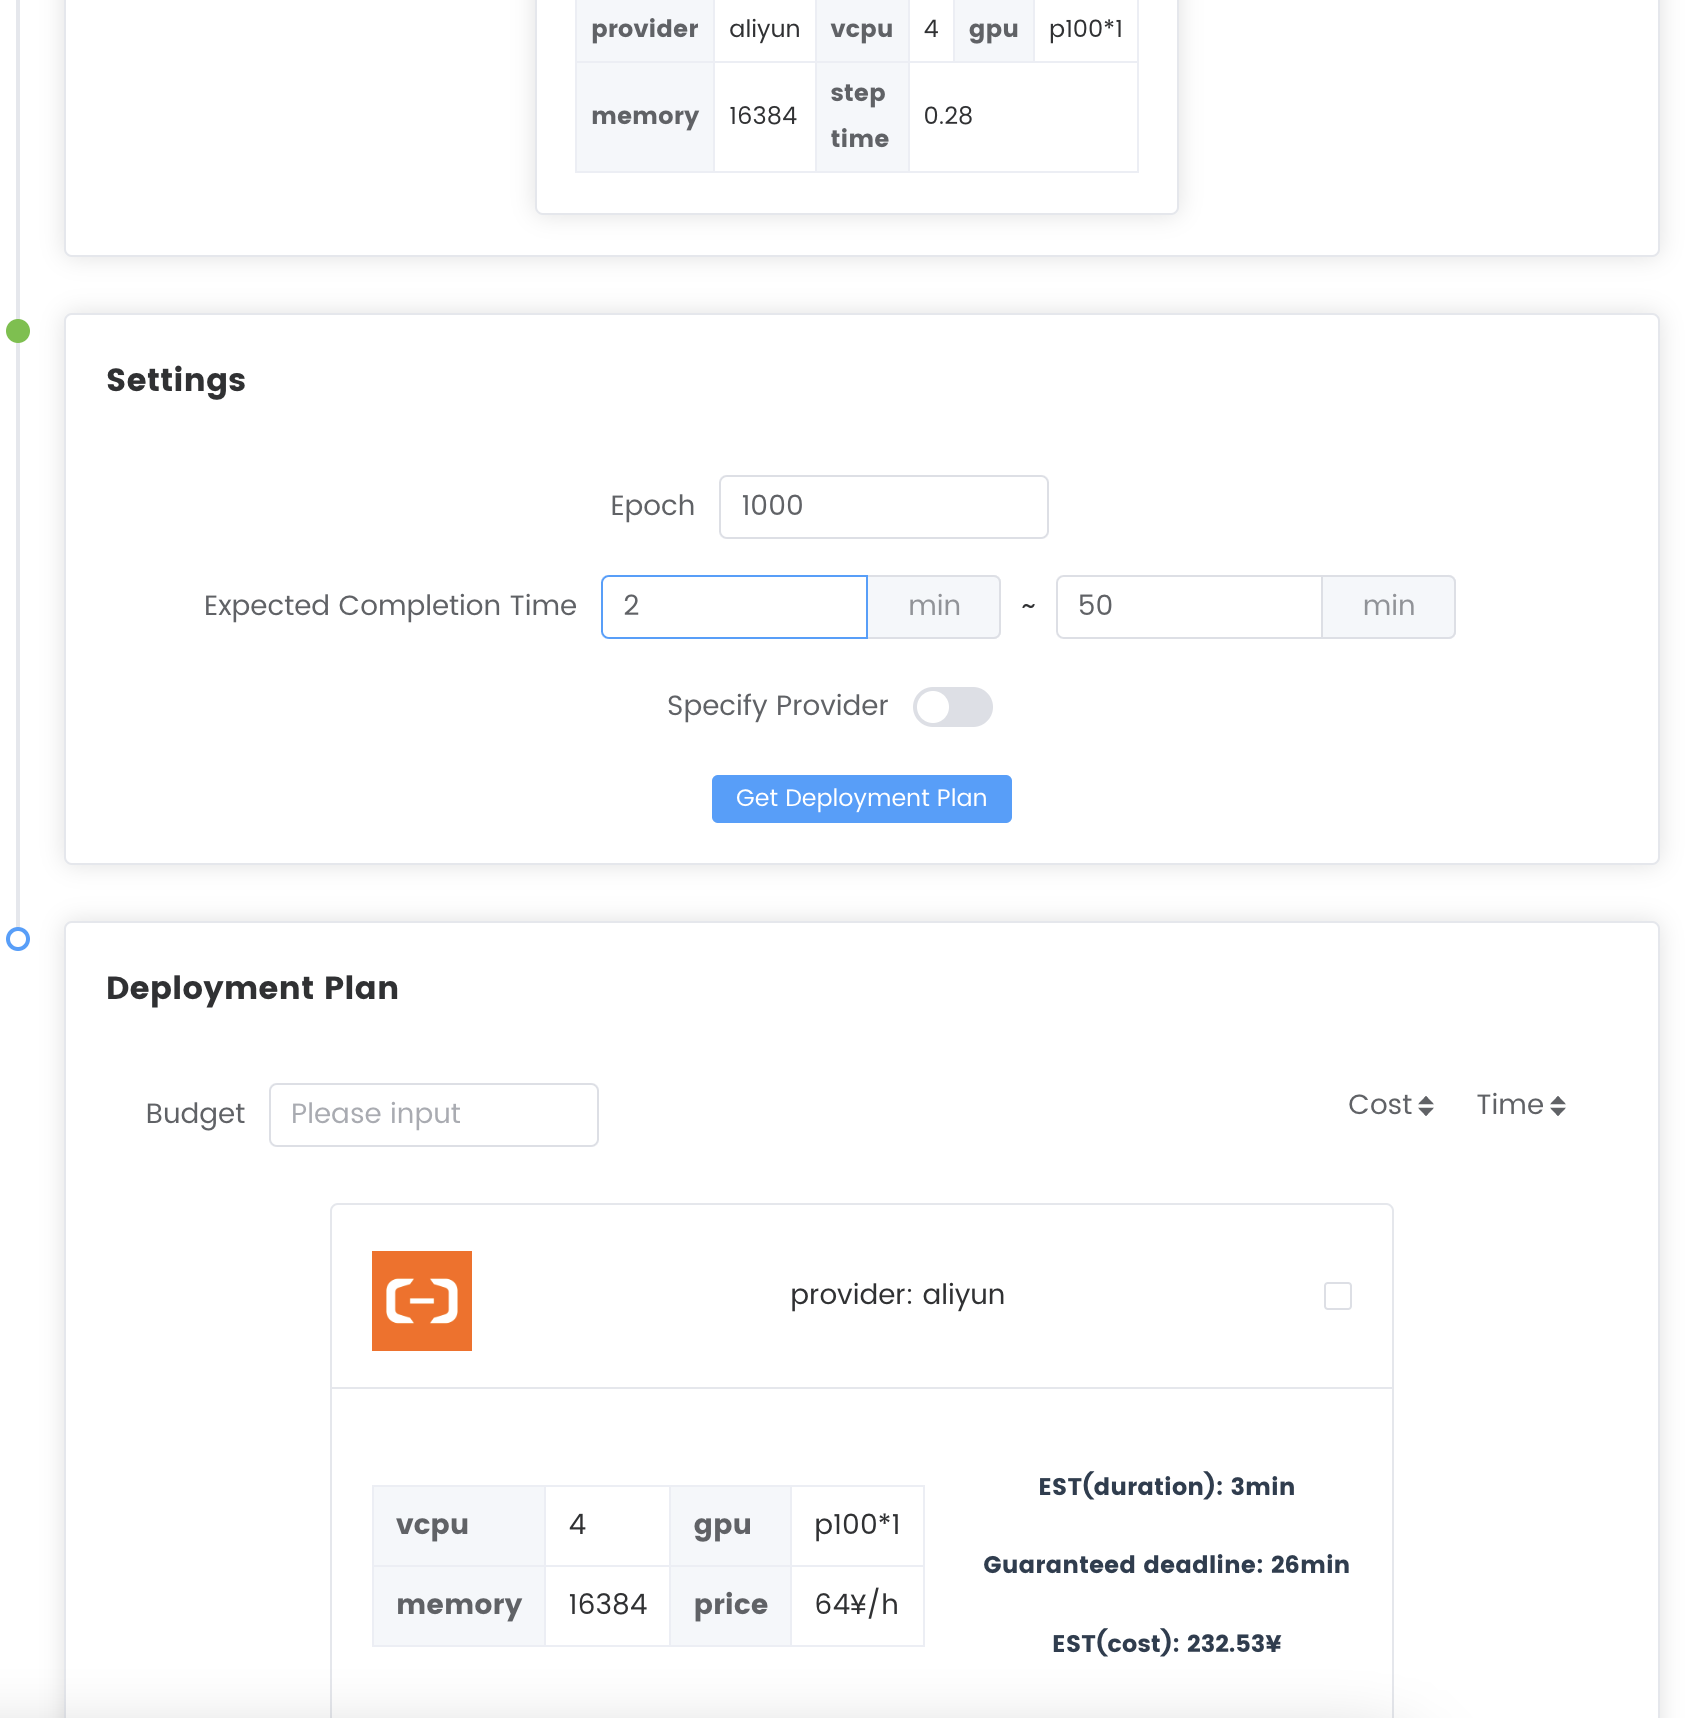 provider aliyun vcpu 4 gpu p100*1
memory 16384 step time 0.28
Settings
Epoch 1000
Expected Completion Time 2 min ~ 50 min
Specify Provider
Get Deployment Plan
Deployment Plan
Budget Please input Cost Time
provider: aliyun
vcpu 4 gpu p100*1
memory 16384 price 64¥/h
EST(duration): 3min
Guaranteed deadline: 26min
EST(cost): 232.53¥